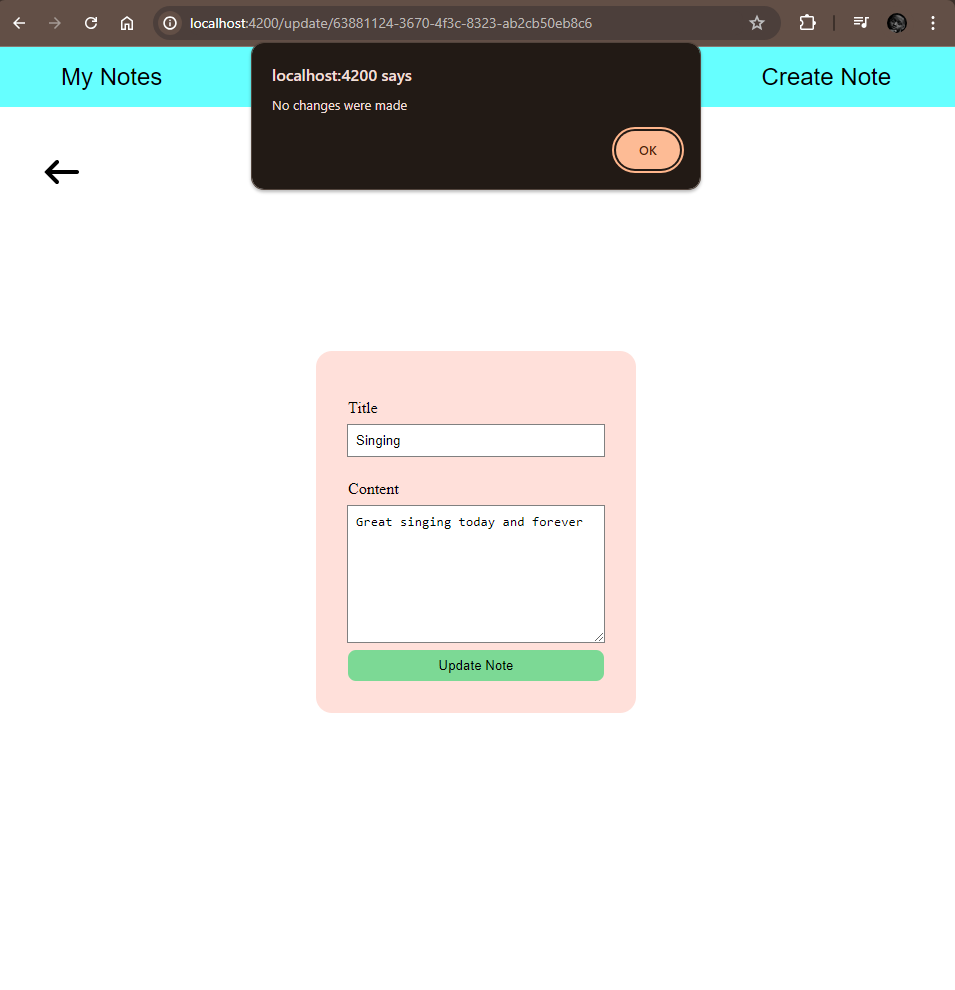 localhost:4200/update/63881124-3670-4f3c-8323-ab2cb50eb8c6
My Notes
Create Note
localhost:4200 says
No changes were made
OK
Title
Singing
Content
Great singing today and forever
Update Note